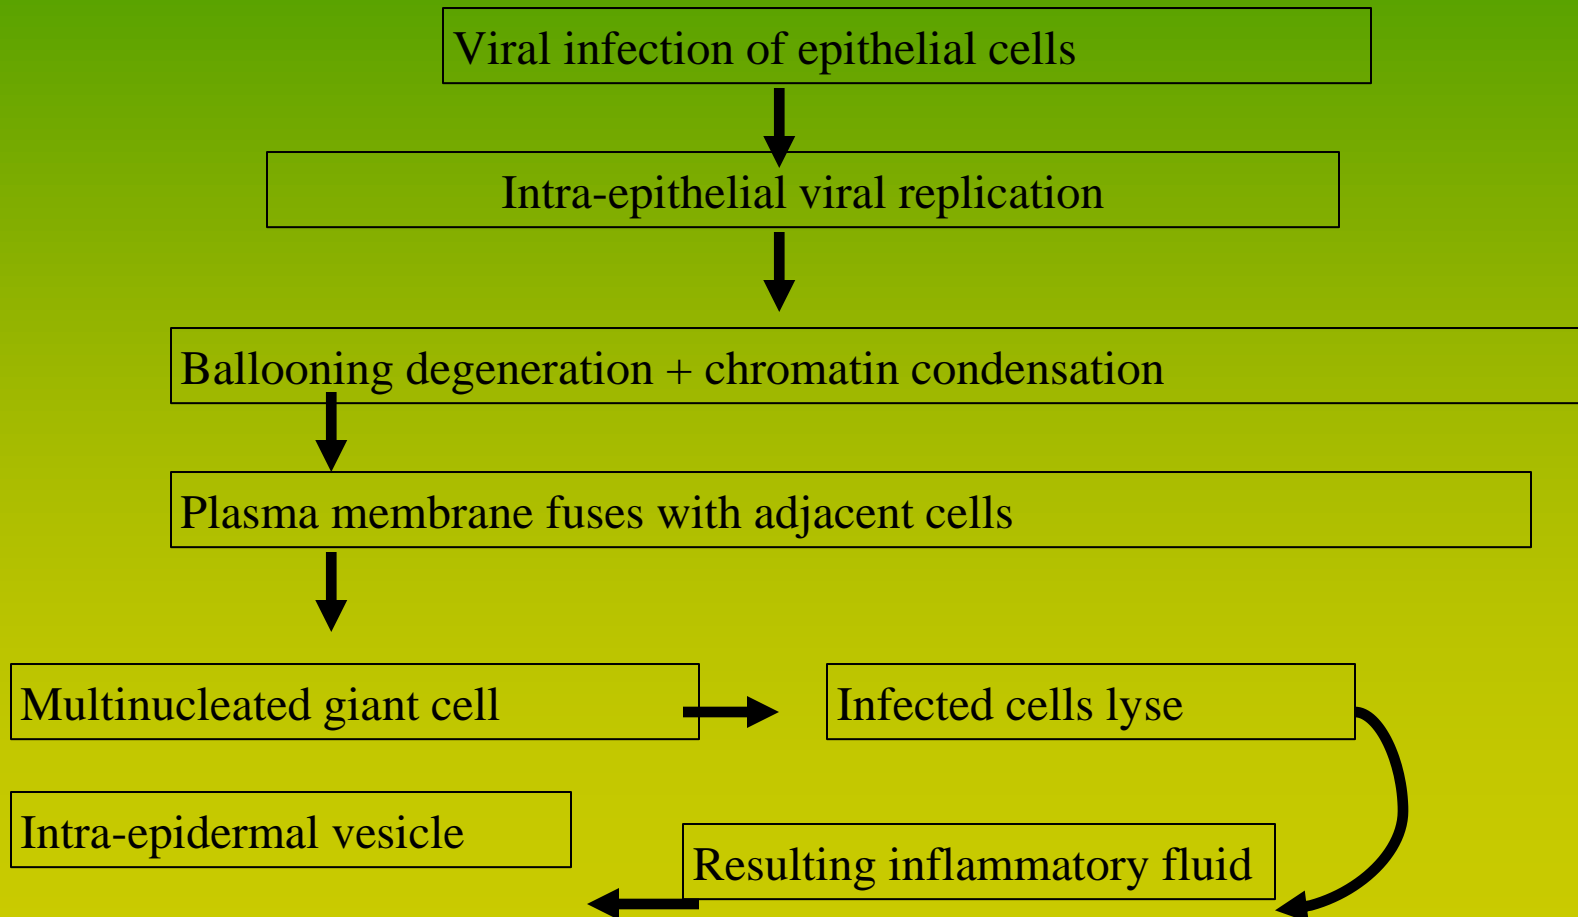 Viral infection of epithelial cells
Intra-epithelial viral replication
Ballooning degeneration + chromatin condensation
Plasma membrane fuses with adjacent cells
Multinucleated giant cell
Infected cells lyse
Intra-epidermal vesicle
Resulting inflammatory fluid